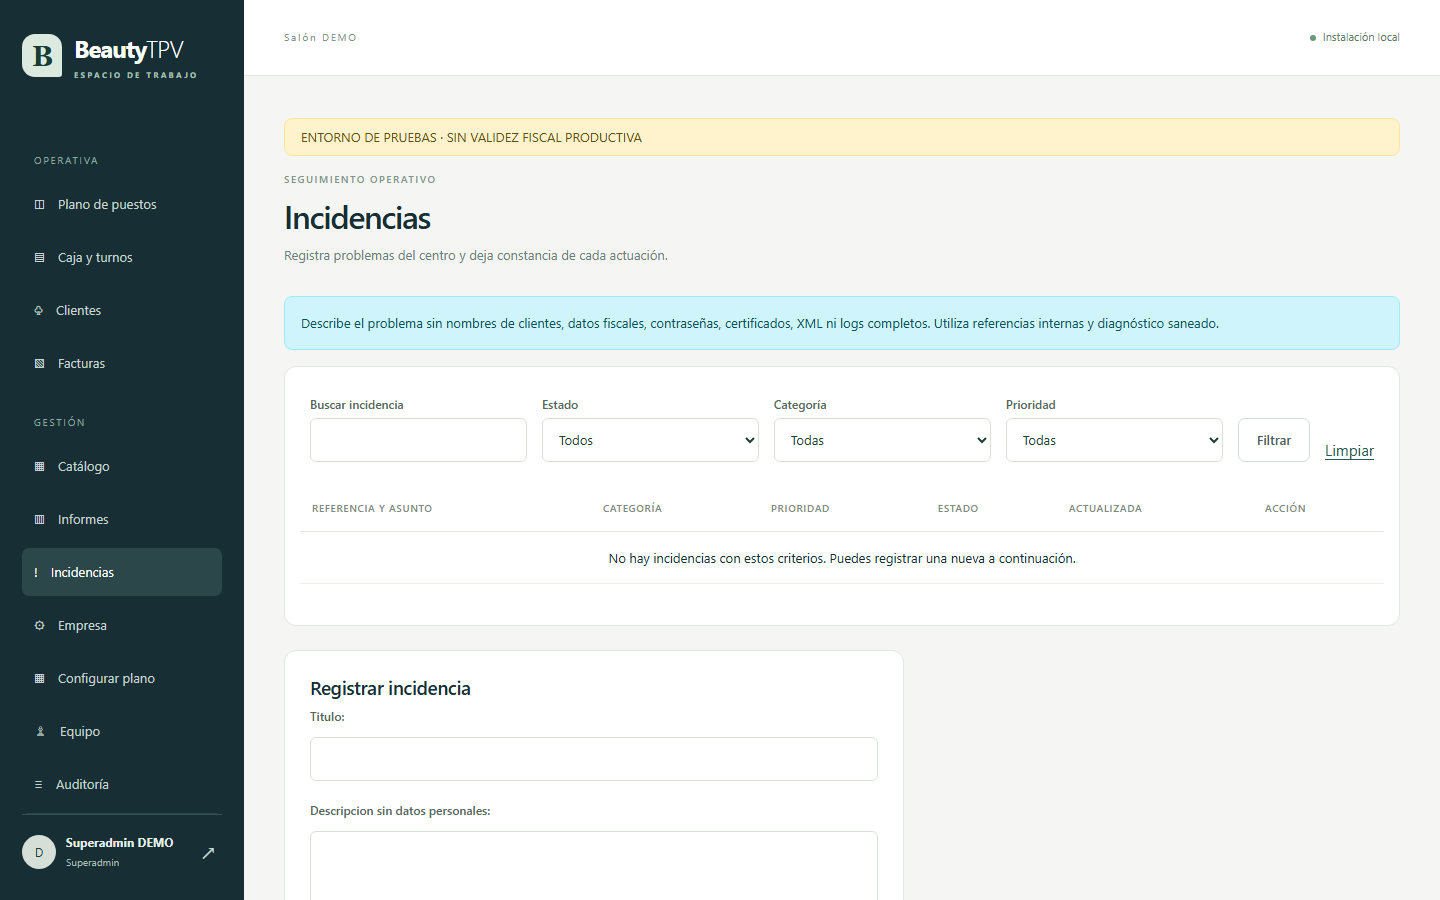 B
BeautyTPV
ESPACIO DE TRABAJO
OPERATIVA
Plano de puestos
Caja y turnos
Clientes
Facturas
GESTIÓN
Catálogo
Informes
! Incidencias
Empresa
Configurar plano
Equipo
Auditoría
D
Superadmin DEMO
Superadmin
Salón DEMO
Instalación local
ENTORNO DE PRUEBAS · SIN VALIDEZ FISCAL PRODUCTIVA
SEGUIMIENTO OPERATIVO
Incidencias
Registra problemas del centro y deja constancia de cada actuación.
Describe el problema sin nombres de clientes, datos fiscales, contraseñas, certificados, XML ni logs completos. Utiliza referencias internas y diagnóstico saneado.
Buscar incidencia Estado Categoría Prioridad
Todos Todas Todas Filtrar Limpiar
REFERENCIA Y ASUNTO CATEGORÍA PRIORIDAD ESTADO ACTUALIZADA ACCIÓN
No hay incidencias con estos criterios. Puedes registrar una nueva a continuación.
Registrar incidencia
Titulo:
Descripcion sin datos personales: